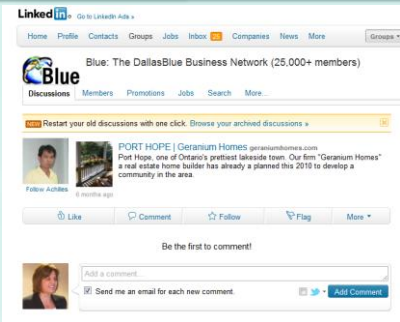 Linked in
Go to LinkedIn Ads »
Home Profile Contacts Groups Jobs Inbox 26 Companies News More Groups
Blue
Blue: The DallasBlue Business Network (25,000+ members)
Discussions Members Promotions Jobs Search More...
NEW Restart your old discussions with one click. Browse your archived discussions »
PORT HOPE | Geranium Homes geraniumhomes.com
Port Hope, one of Ontario's prettiest lakeside town. Our firm "Geranium Homes"
a real estate home builder has already a planned this 2010 to develop a
community in the area.
Follow Achilles
6 months ago
Like Comment Follow Flag More
Be the first to comment!
Add a comment...
Send me an email for each new comment.
Add Comment